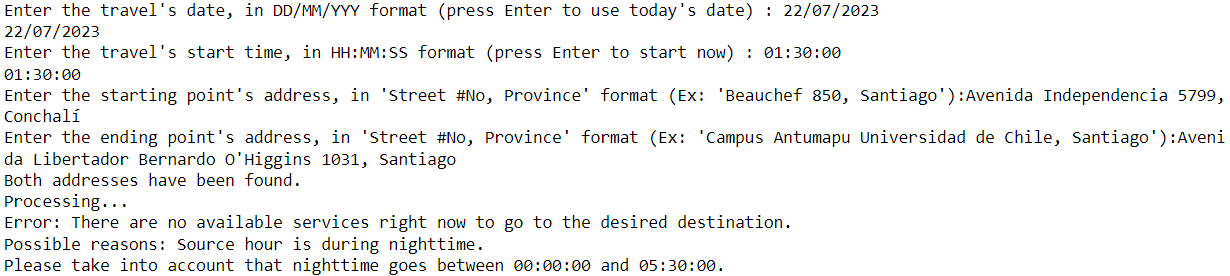 Enter the travel's date, in DD/MM/YYY format (press Enter to use today's date) : 22/07/2023
22/07/2023
Enter the travel's start time, in HH:MM:SS format (press Enter to start now) : 01:30:00
01:30:00
Enter the starting point's address, in 'Street #No, Province' format (Ex: 'Beauchef 850, Santiago'):Avenida Independencia 5799,
Conchalí
Enter the ending point's address, in 'Street #No, Province' format (Ex: 'Campus Antumapu Universidad de Chile, Santiago'):Aveni
da Libertador Bernardo O'Higgins 1031, Santiago
Both addresses have been found.
Processing...
Error: There are no available services right now to go to the desired destination.
Possible reasons: Source hour is during nighttime.
Please take into account that nighttime goes between 00:00:00 and 05:30:00.